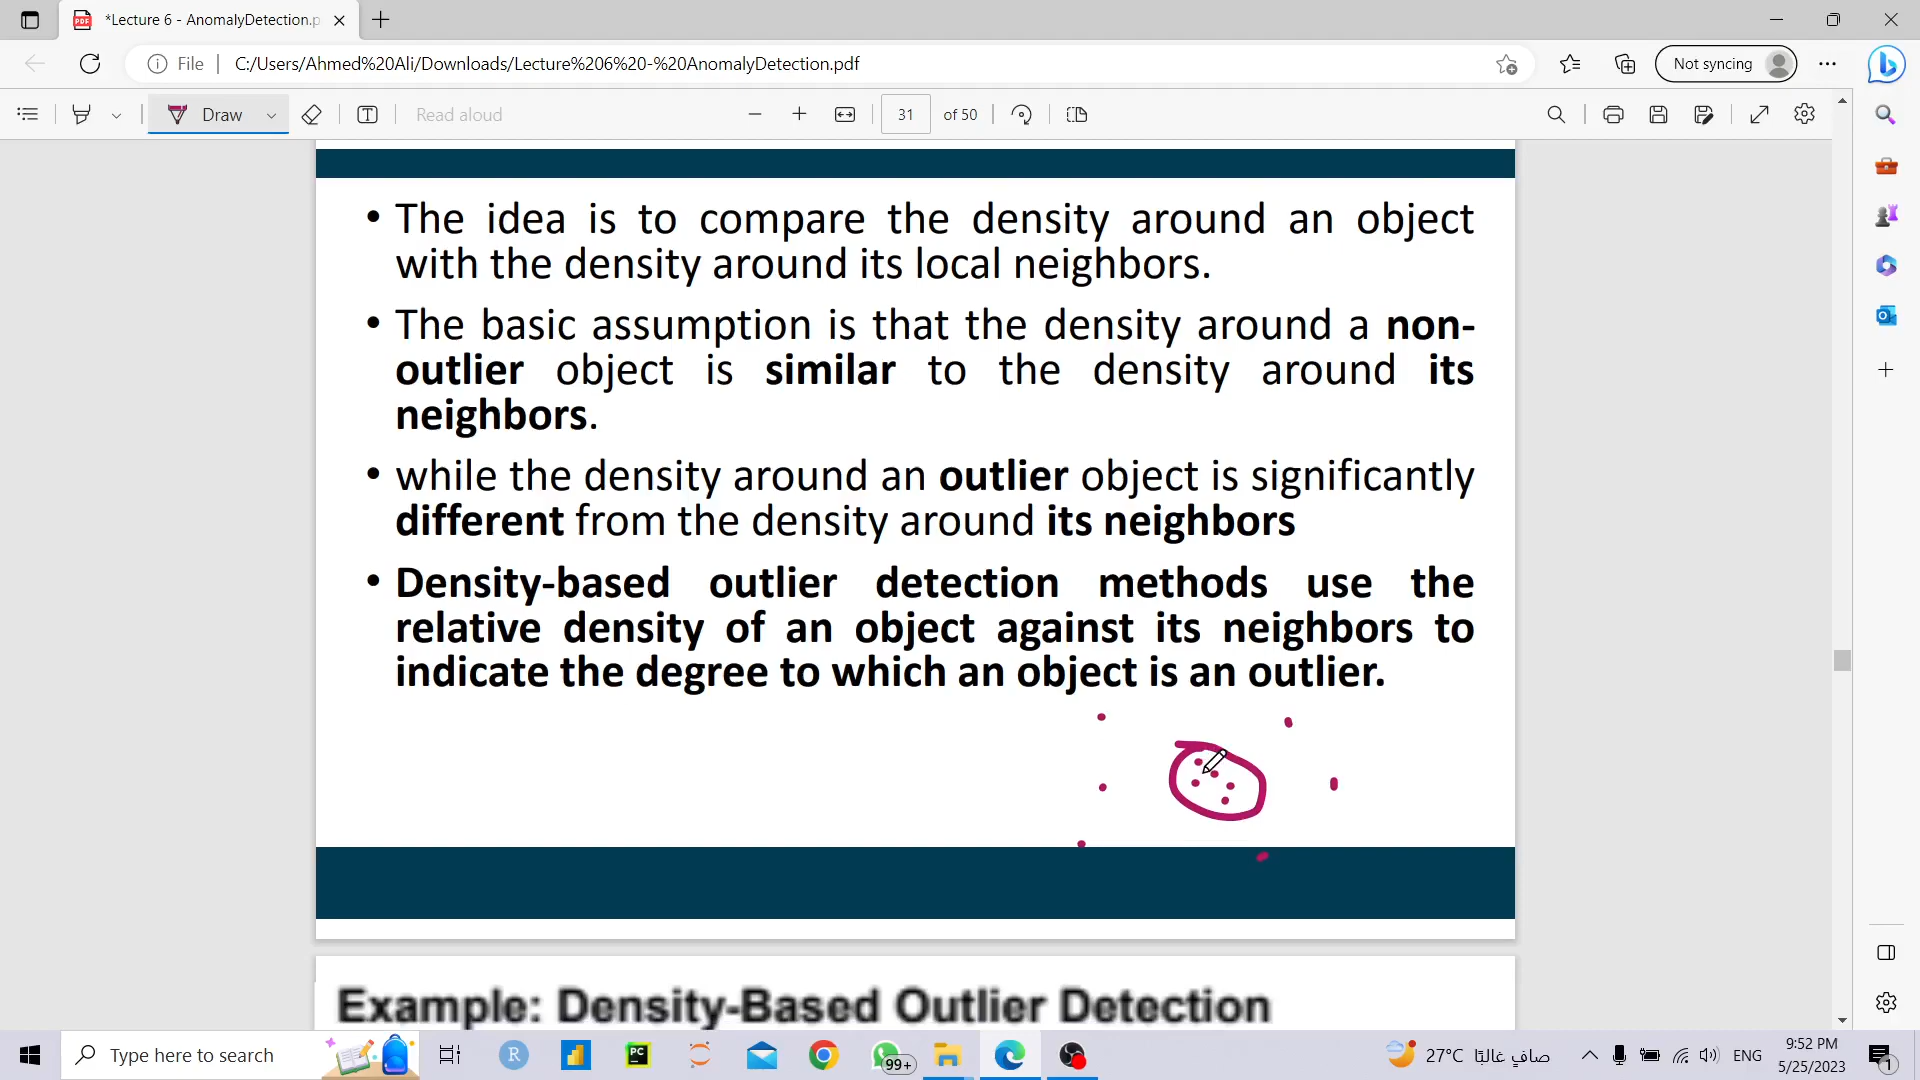 *Lecture 6 - AnomalyDetection.p
File
C:/Users/Ahmed%20Ali/Downloads/Lecture%206%20-%20AnomalyDetection.pdf
Not syncing
Draw
Read aloud
31 of 50
• The idea is to compare the density around an object
with the density around its local neighbors.
• The basic assumption is that the density around a non-
outlier object is similar to the density around its
neighbors.
• while the density around an outlier object is significantly
different from the density around its neighbors
• Density-based outlier detection methods use the
relative density of an object against its neighbors to
indicate the degree to which an object is an outlier.
Example: Density-Based Outlier Detection
Type here to search
R
PC
99+
27°C صافٍ غالبًا
ENG
9:52 PM
5/25/2023
1